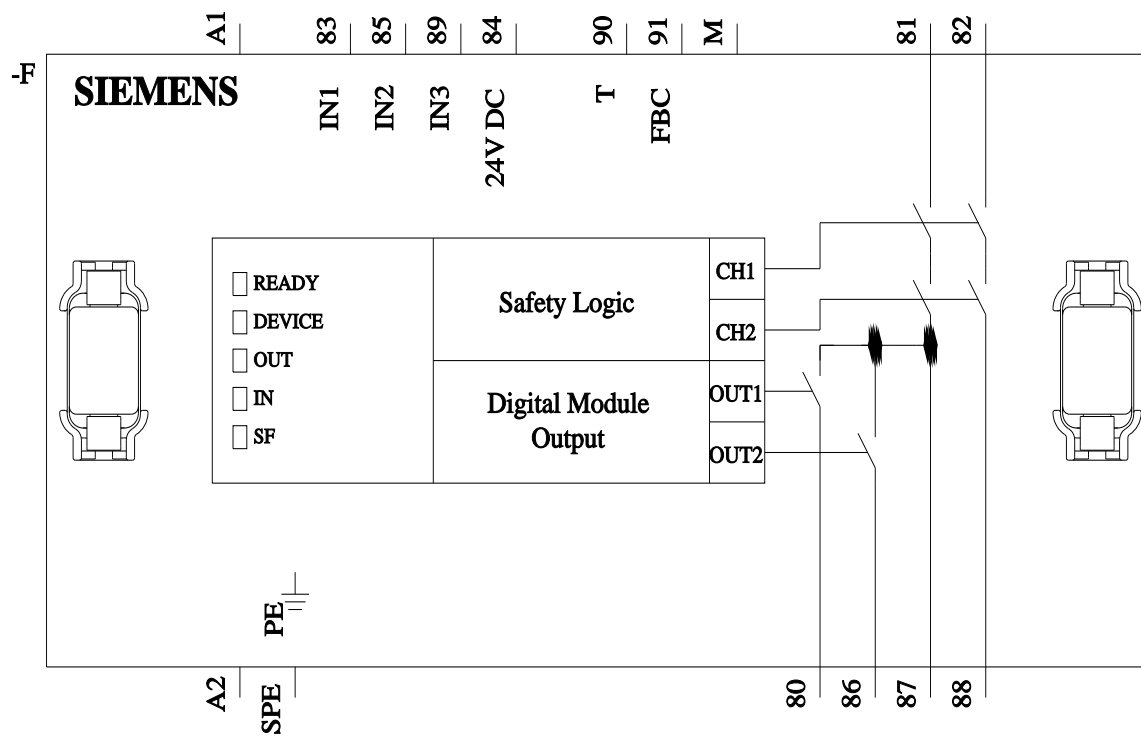 A1
83
85
89
84
90
91
M
81
82
-F
SIEMENS
IN1
IN2
IN3
24V DC
T
FBC
READY
DEVICE
OUT
IN
SF
Safety Logic
Digital Module
Output
CH1
CH2
OUT1
OUT2
PE
A2
SPE
80
86
87
88